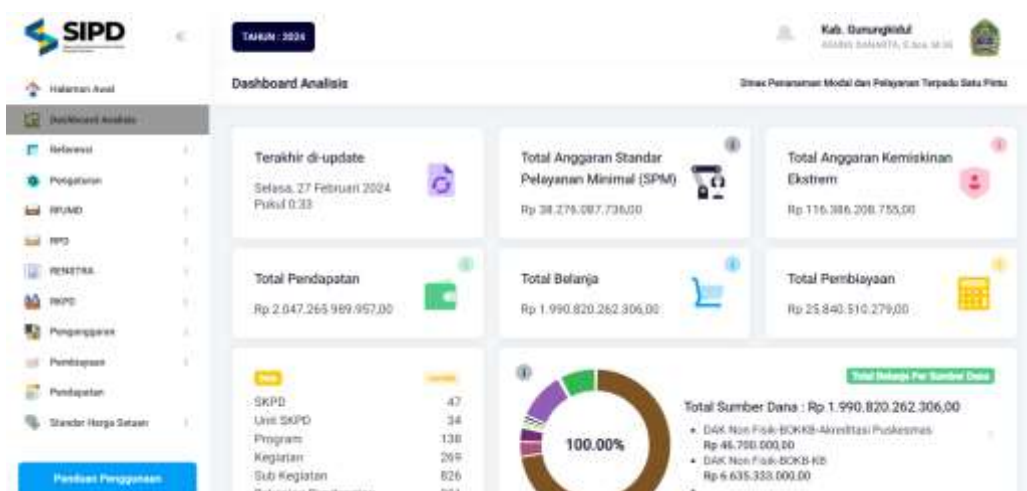 SIPD
TAHUN : 2024
Kab. Gunungkidul
Halaman Awal
Dashboard Analisis
Dinas Penanaman Modal dan Pelayanan Terpadu Satu Pintu
Dashboard Analisis
Referensi
Pengaturan
RPJMD
RPD
RENSTRA
RKPD
Penganggaran
Pembiayaan
Pendapatan
Standar Harga Satuan
Panduan Penggunaan
Terakhir di-update
Selasa, 27 Februari 2024
Pukul 0:33
Total Anggaran Standar
Pelayanan Minimal (SPM)
Rp 38.276.087.736,00
Total Anggaran Kemiskinan
Ekstrem
Rp 116.386.208.755,00
Total Pendapatan
Rp 2.047.265.989.957,00
Total Belanja
Rp 1.990.820.262.306,00
Total Pembiayaan
Rp 25.840.510.279,00
SKPD 47
Unit SKPD 34
Program 138
Kegiatan 269
Sub Kegiatan 826
100.00%
Total Belanja Per Sumber Dana
Total Sumber Dana : Rp 1.990.820.262.306,00
DAK Non Fisik-BOKKB-Akreditasi Puskesmas
Rp 46.700.000,00
DAK Non Fisik-BOKB-KB
Rp 6.635.333.000,00